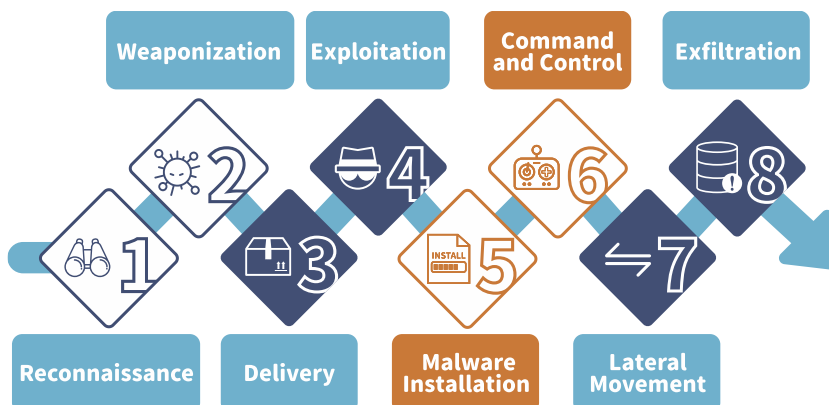 Weaponization
Exploitation
Command
and Control
Exfiltration
1
2
3
4
INSTALL
5
6
7
!
8
Reconnaissance
Delivery
Malware
Installation
Lateral
Movement